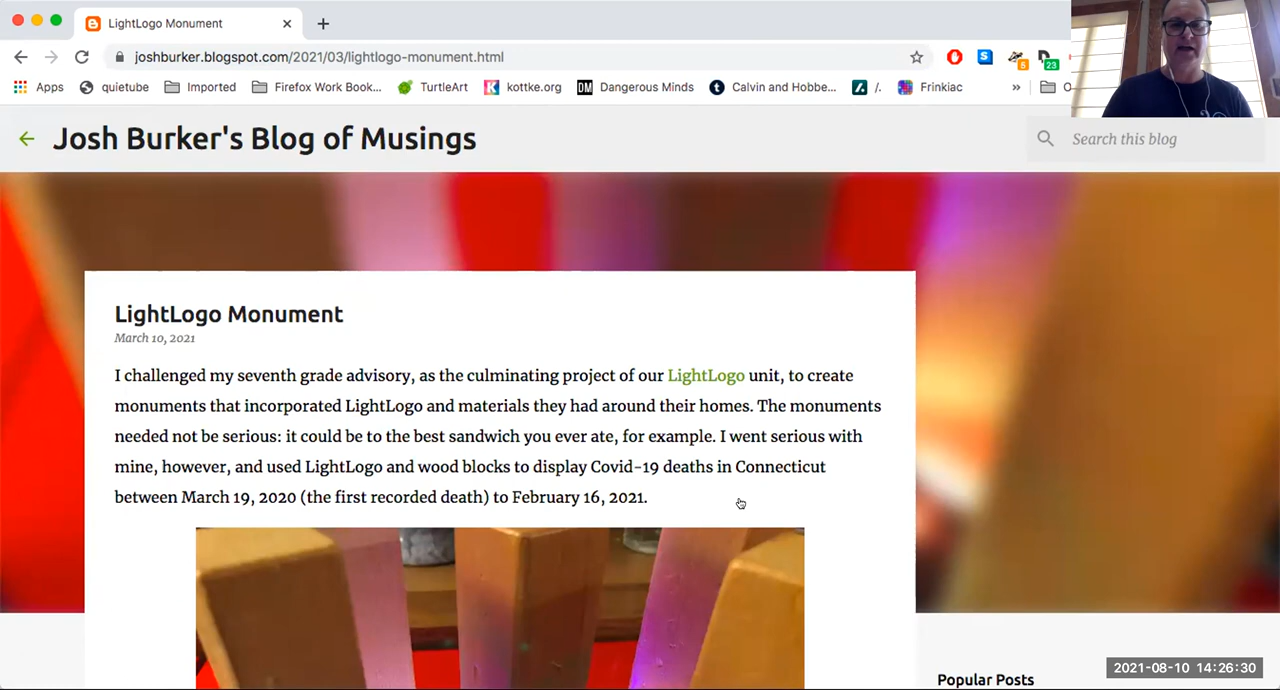 LightLogo Monument
joshburker.blogspot.com/2021/03/lightlogo-monument.html
5
23
Apps
quietube
Imported
Firefox Work Book...
TurtleArt
kottke.org
DM Dangerous Minds
t Calvin and Hobbe...
/.
Frinkiac
»
Josh Burker's Blog of Musings
Search this blog
LightLogo Monument
March 10, 2021
I challenged my seventh grade advisory, as the culminating project of our LightLogo unit, to create
monuments that incorporated LightLogo and materials they had around their homes. The monuments
needed not be serious: it could be to the best sandwich you ever ate, for example. I went serious with
mine, however, and used LightLogo and wood blocks to display Covid-19 deaths in Connecticut
between March 19, 2020 (the first recorded death) to February 16, 2021.
Popular Posts
2021-08-10 14:26:30